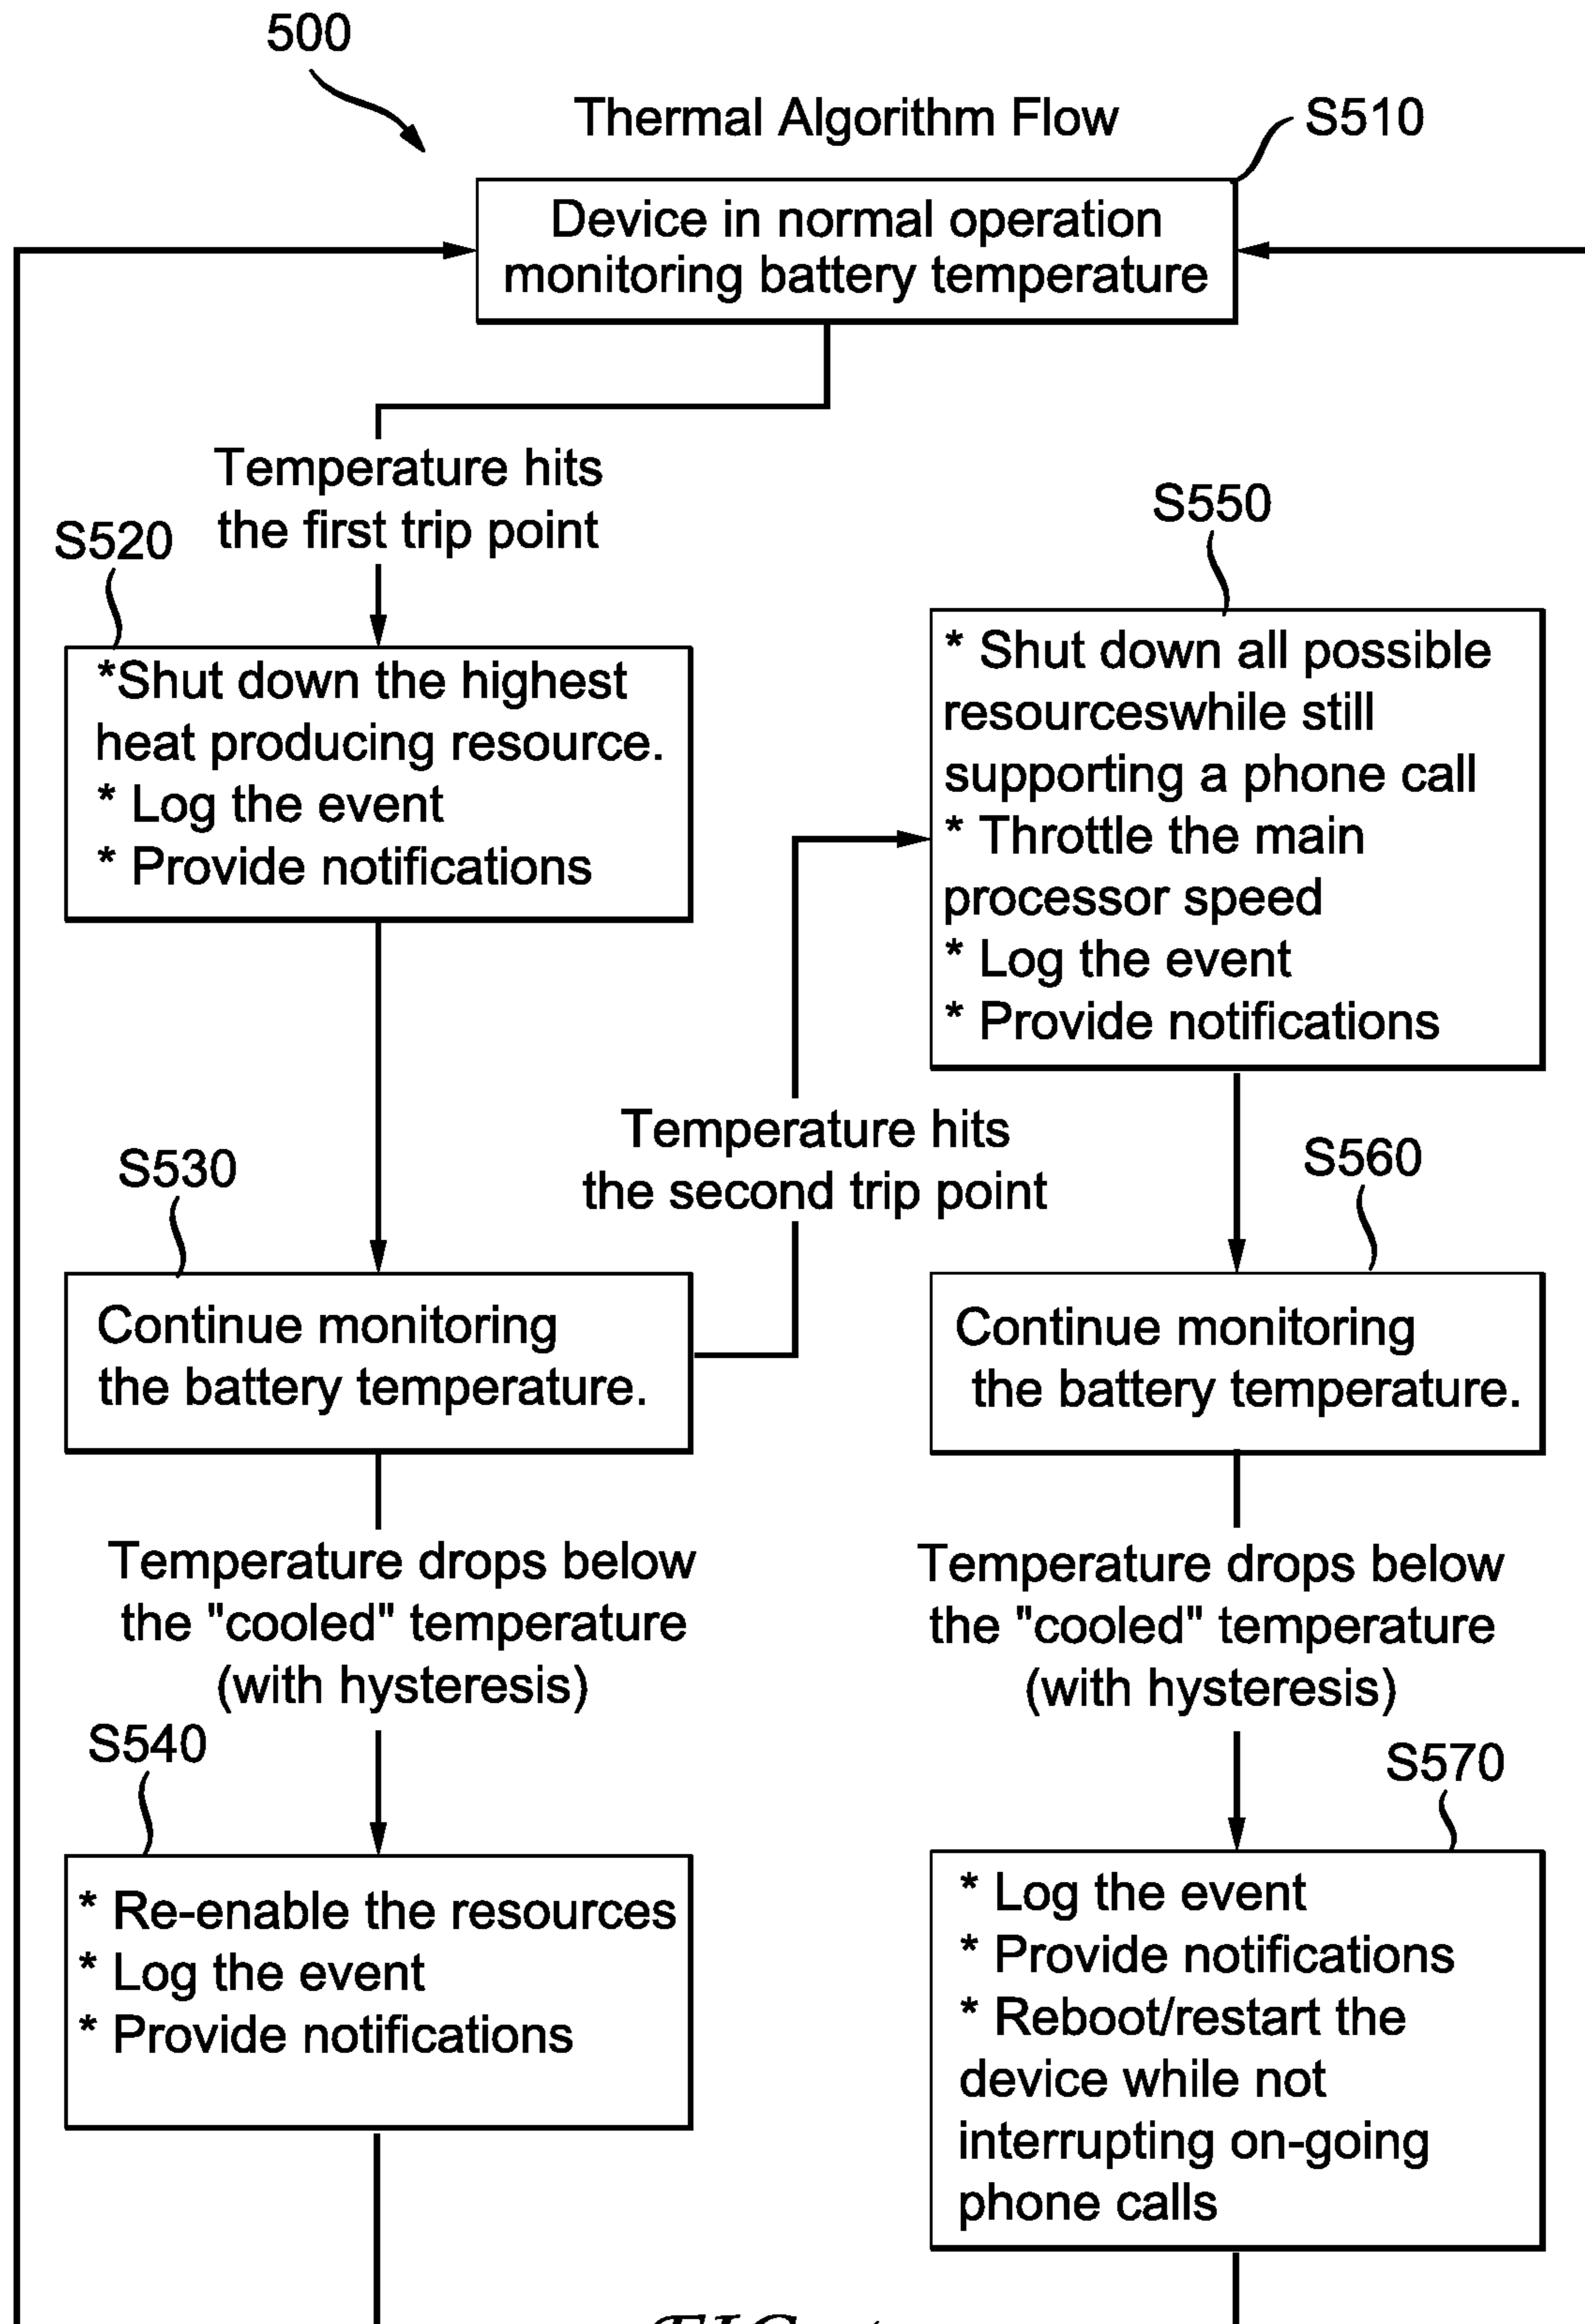 500
Thermal Algorithm Flow
S510
Device in normal operation
monitoring battery temperature
Temperature hits
the first trip point
S520
*Shut down the highest
heat producing resource.
* Log the event
* Provide notifications
S550
* Shut down all possible
resourceswhile still
supporting a phone call
* Throttle the main
processor speed
* Log the event
* Provide notifications
Temperature hits
the second trip point
S530
Continue monitoring
the battery temperature.
S560
Continue monitoring
the battery temperature.
Temperature drops below
the "cooled" temperature
(with hysteresis)
Temperature drops below
the "cooled" temperature
(with hysteresis)
S540
* Re-enable the resources
* Log the event
* Provide notifications
S570
* Log the event
* Provide notifications
* Reboot/restart the
device while not
interrupting on-going
phone calls